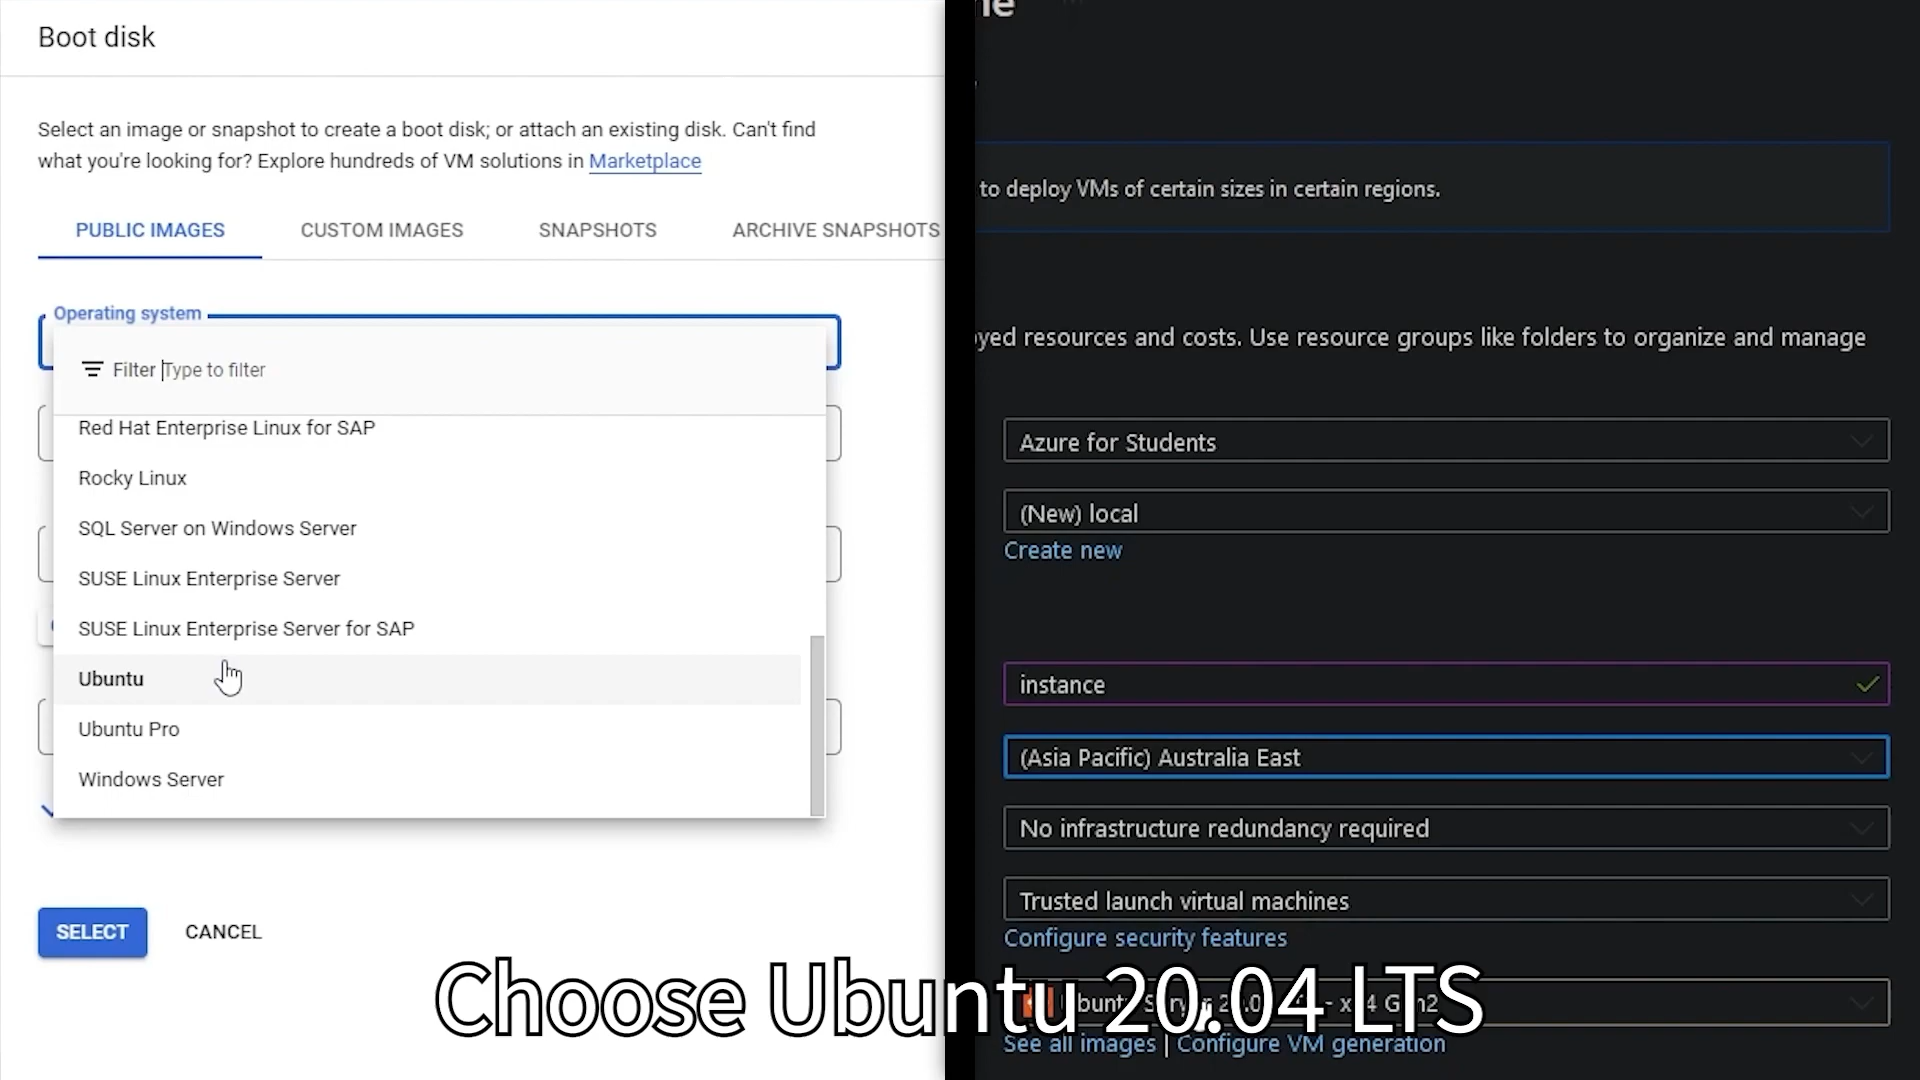 Boot disk
Select an image or snapshot to create a boot disk; or attach an existing disk. Can't find
what you're looking for? Explore hundreds of VM solutions in Marketplace
PUBLIC IMAGES
CUSTOM IMAGES
SNAPSHOTS
ARCHIVE SNAPSHOTS
Operating system
Filter Type to filter
Red Hat Enterprise Linux for SAP
Rocky Linux
SQL Server on Windows Server
SUSE Linux Enterprise Server
SUSE Linux Enterprise Server for SAP
Ubuntu
Ubuntu Pro
Windows Server
SELECT
CANCEL
to deploy VMs of certain sizes in certain regions.
resources and costs. Use resource groups like folders to organize and manage
Azure for Students
(New) local
Create new
instance
(Asia Pacific) Australia East
No infrastructure redundancy required
Trusted launch virtual machines
Configure security features
See all images | Configure VM generation
Choose Ubuntu 20.04 LTS